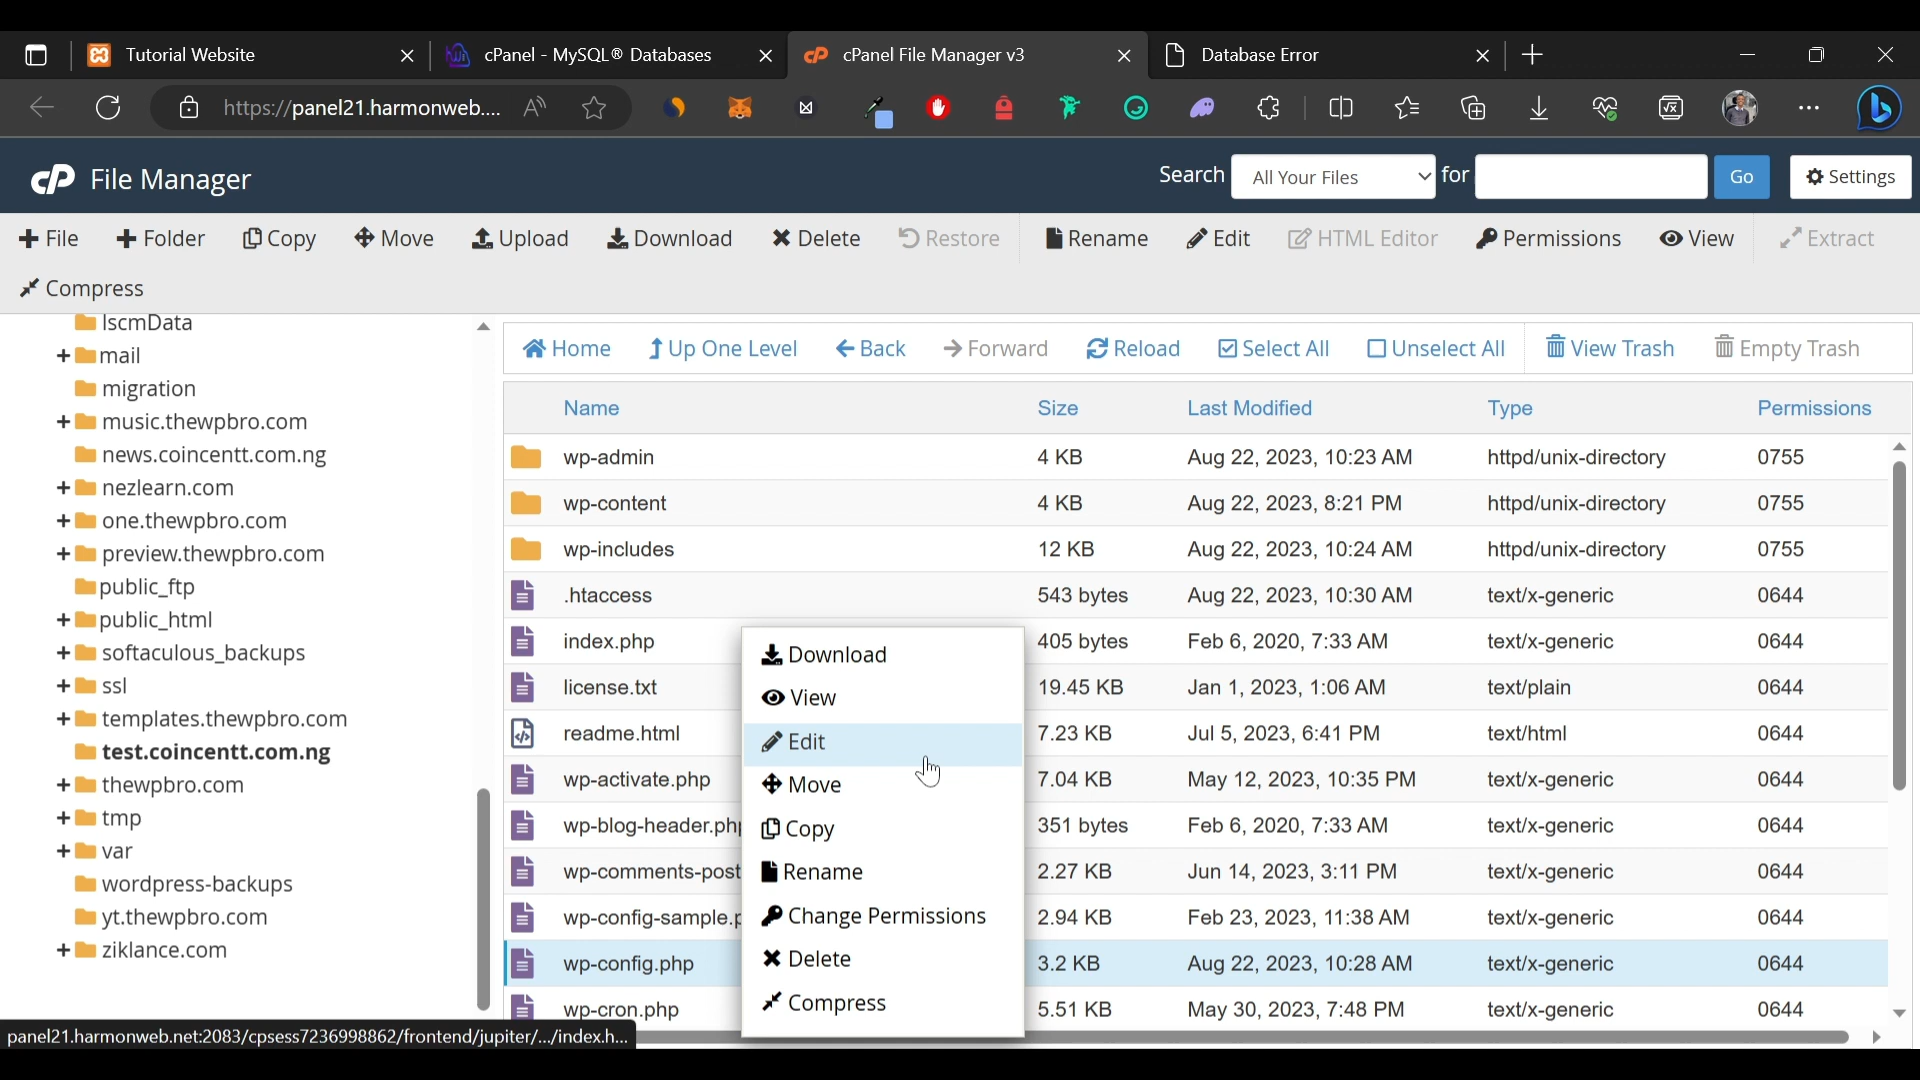 Tutorial Website
cPanel - MySQL® Databases
cPanel File Manager v3
Database Error
https://panel21.harmonweb....
cP File Manager
Search All Your Files for Go Settings
File Folder Copy Move Upload Download Delete Restore Rename Edit HTML Editor Permissions View Extract
Compress
lscmData
mail
migration
music.thewpbro.com
news.coincentt.com.ng
nezlearn.com
one.thewpbro.com
preview.thewpbro.com
public_ftp
public_html
softaculous_backups
ssl
templates.thewpbro.com
test.coincentt.com.ng
thewpbro.com
tmp
var
wordpress-backups
yt.thewpbro.com
ziklance.com
Home Up One Level Back Forward Reload Select All Unselect All View Trash Empty Trash
Name Size Last Modified Type Permissions
wp-admin 4 KB Aug 22, 2023, 10:23 AM httpd/unix-directory 0755
wp-content 4 KB Aug 22, 2023, 8:21 PM httpd/unix-directory 0755
wp-includes 12 KB Aug 22, 2023, 10:24 AM httpd/unix-directory 0755
.htaccess 543 bytes Aug 22, 2023, 10:30 AM text/x-generic 0644
index.php 405 bytes Feb 6, 2020, 7:33 AM text/x-generic 0644
license.txt 19.45 KB Jan 1, 2023, 1:06 AM text/plain 0644
readme.html 7.23 KB Jul 5, 2023, 6:41 PM text/html 0644
wp-activate.php 7.04 KB May 12, 2023, 10:35 PM text/x-generic 0644
wp-blog-header.ph 351 bytes Feb 6, 2020, 7:33 AM text/x-generic 0644
wp-comments-post 2.27 KB Jun 14, 2023, 3:11 PM text/x-generic 0644
wp-config-sample.p 2.94 KB Feb 23, 2023, 11:38 AM text/x-generic 0644
wp-config.php 3.2 KB Aug 22, 2023, 10:28 AM text/x-generic 0644
wp-cron.php 5.51 KB May 30, 2023, 7:48 PM text/x-generic 0644
Download
View
Edit
Move
Copy
Rename
Change Permissions
Delete
Compress
panel21.harmonweb.net:2083/cpsess7236998862/frontend/jupiter/.../index.h...